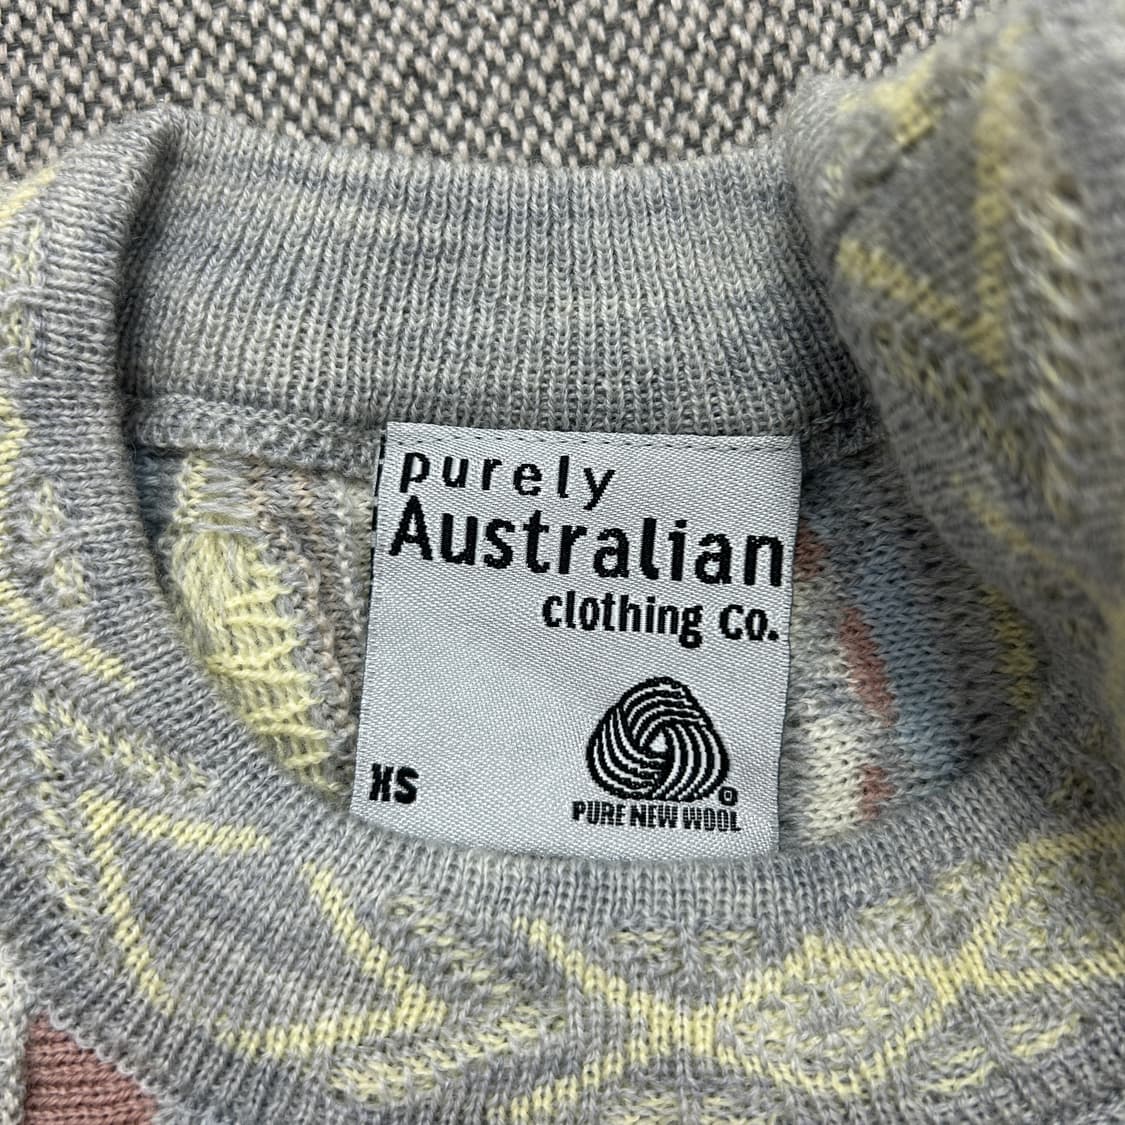 purely
Australian
clothing co.
XS
PURE NEW WOOL